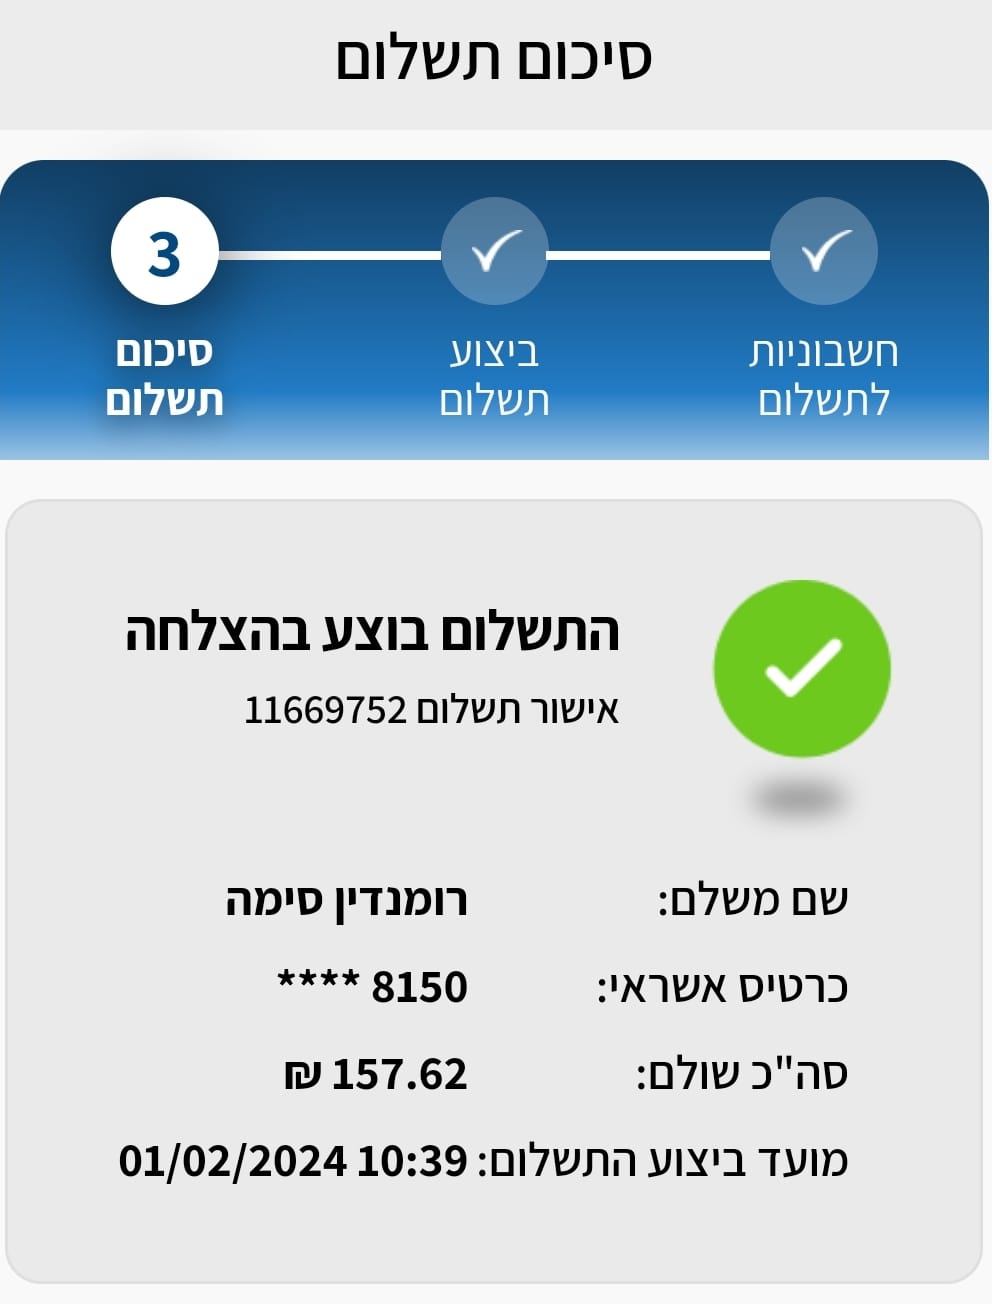 סיכום תשלום
חשבוניות לתשלום
ביצוע תשלום
3
סיכום תשלום
התשלום בוצע בהצלחה
אישור תשלום 11669752
שם משלם: רומנדין סימה
כרטיס אשראי: 8150 ****
סה"כ שולם: 157.62 ₪
מועד ביצוע התשלום: 10:39 01/02/2024